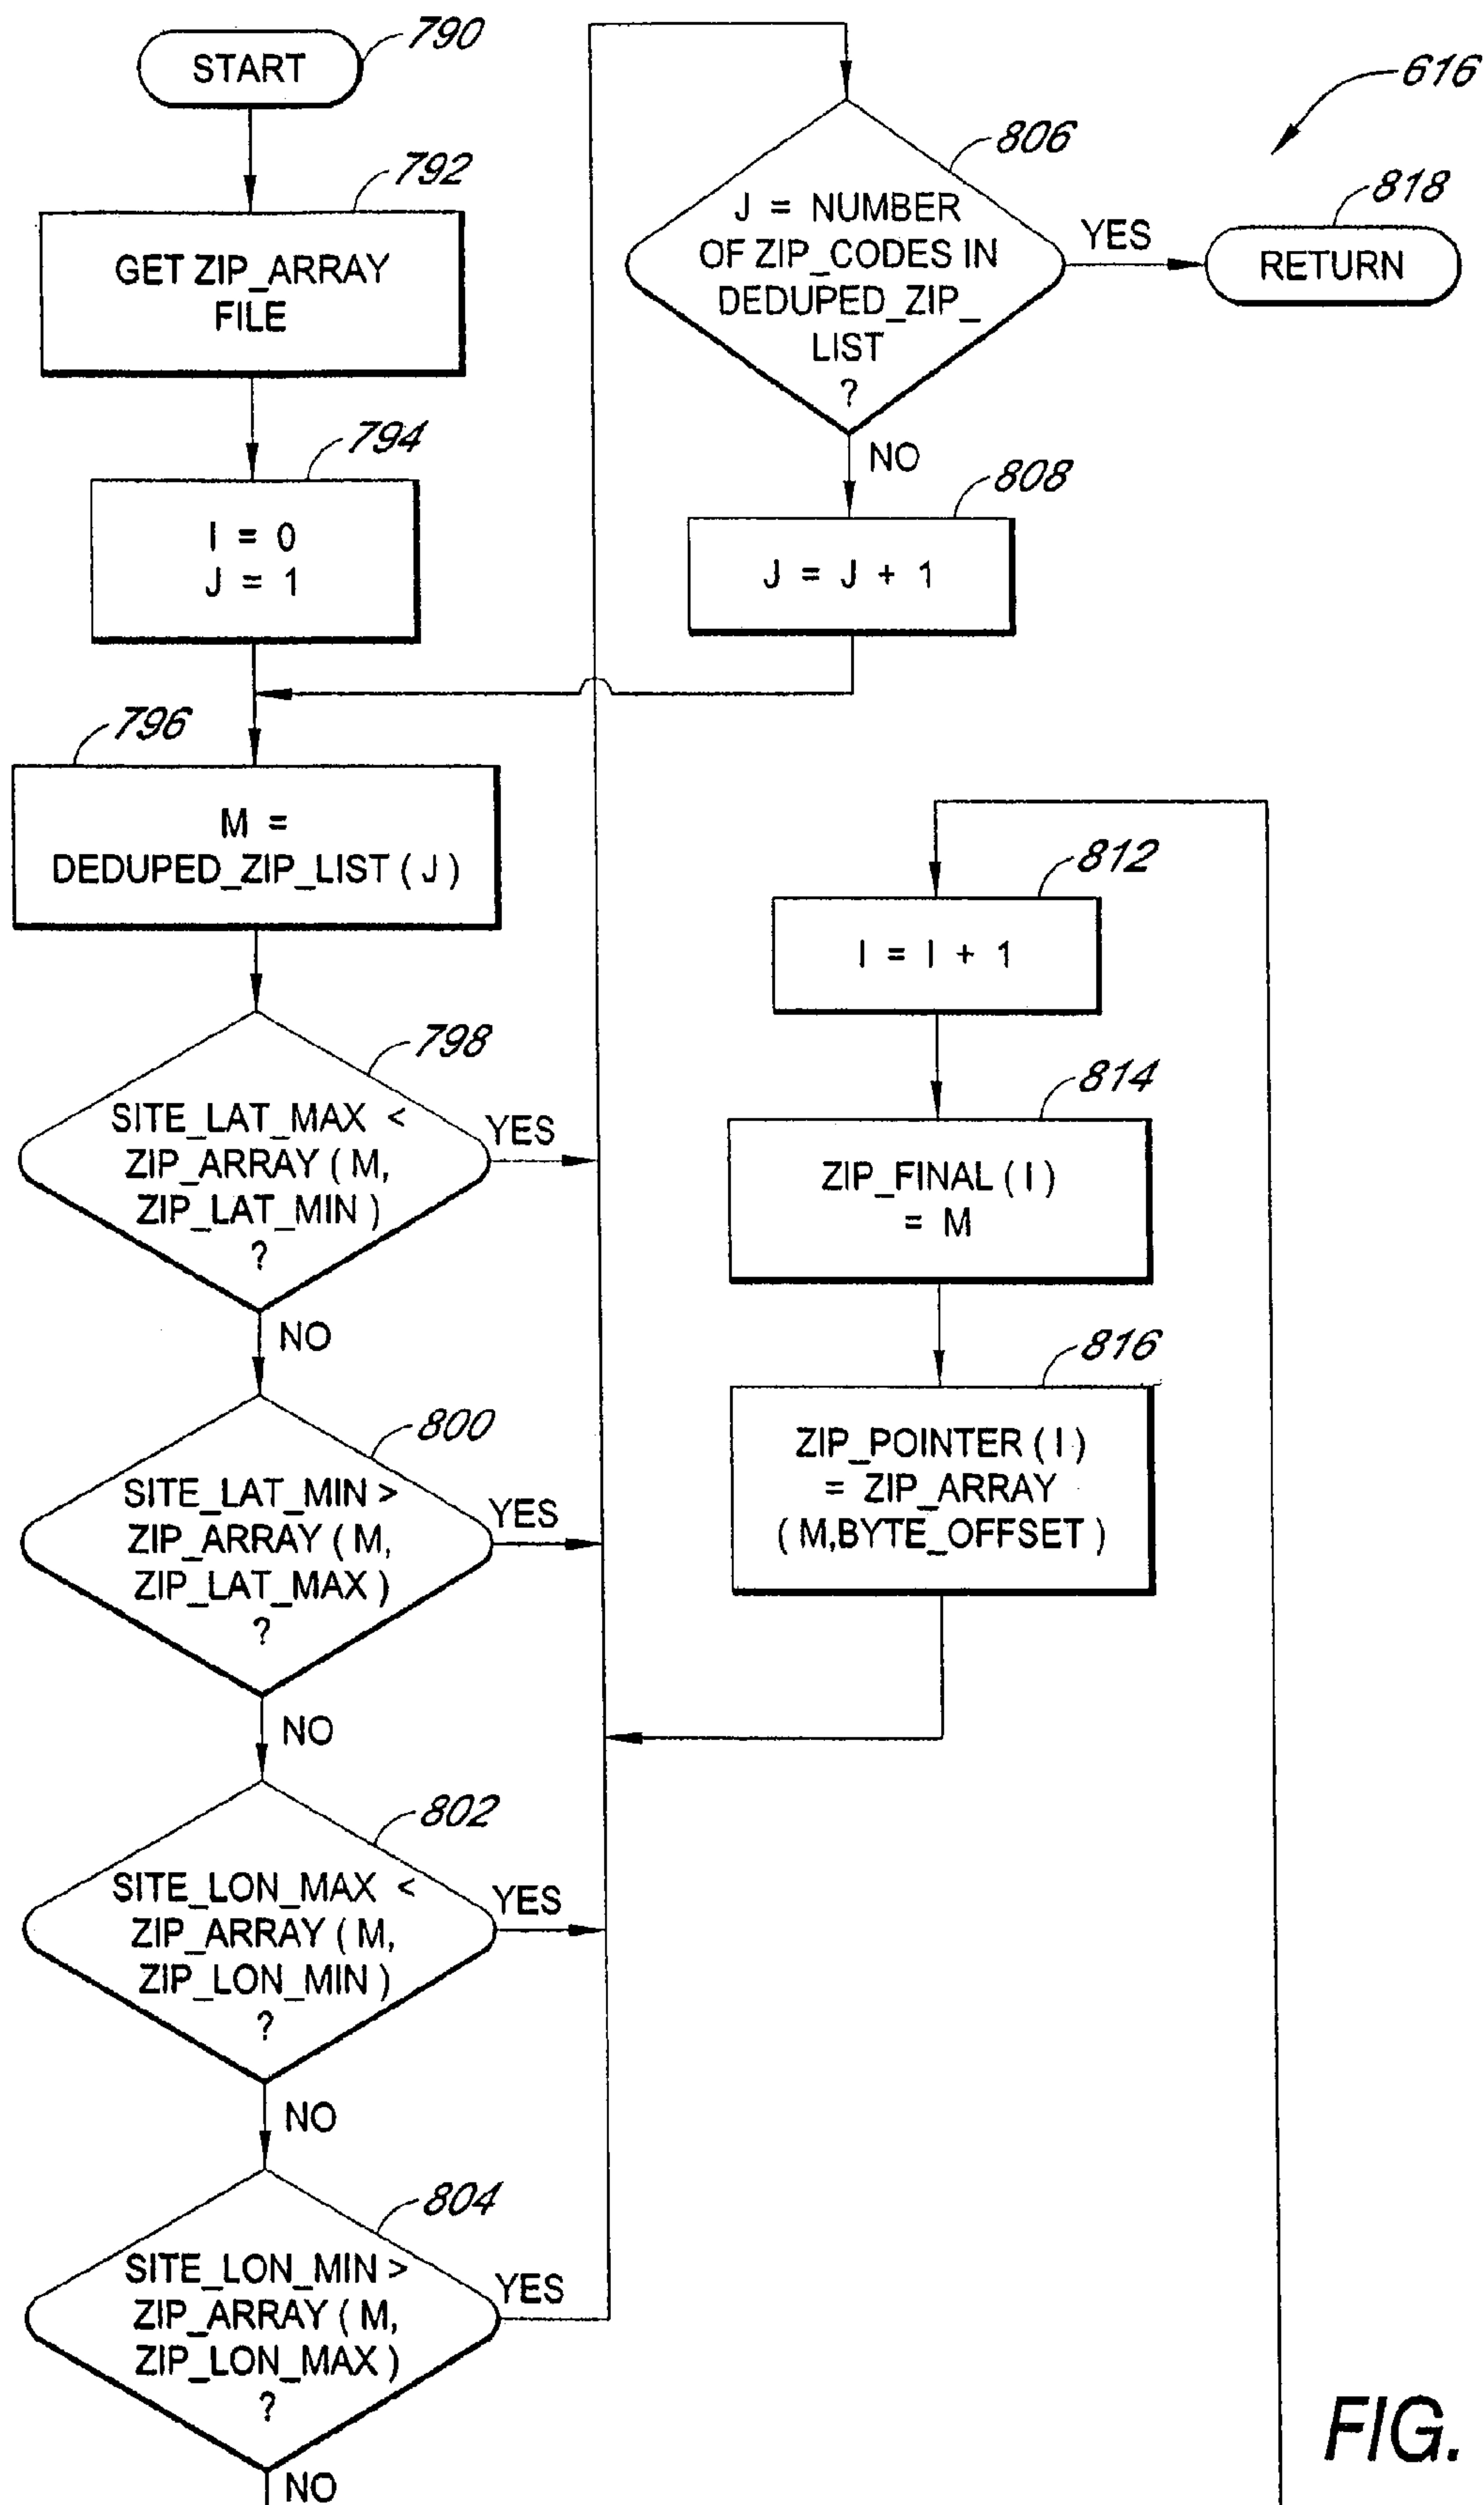 790
START
792
GET ZIP_ARRAY
FILE
794
I = 0
J = 1
796
M =
DEDUPED_ZIP_LIST ( J )
798
SITE_LAT_MAX <
ZIP_ARRAY ( M,
ZIP_LAT_MIN )
?
YES
NO
800
SITE_LAT_MIN >
ZIP_ARRAY ( M,
ZIP_LAT_MAX )
?
YES
NO
802
SITE_LON_MAX <
ZIP_ARRAY ( M,
ZIP_LON_MIN )
?
YES
NO
804
SITE_LON_MIN >
ZIP_ARRAY ( M,
ZIP_LON_MAX )
?
YES
NO
806
J = NUMBER
OF ZIP_CODES IN
DEDUPED_ZIP_
LIST
?
YES
NO
616
818
RETURN
808
J = J + 1
812
I = I + 1
814
ZIP_FINAL ( I )
= M
816
ZIP_POINTER ( I )
= ZIP_ARRAY
( M,BYTE_OFFSET )
FIG.